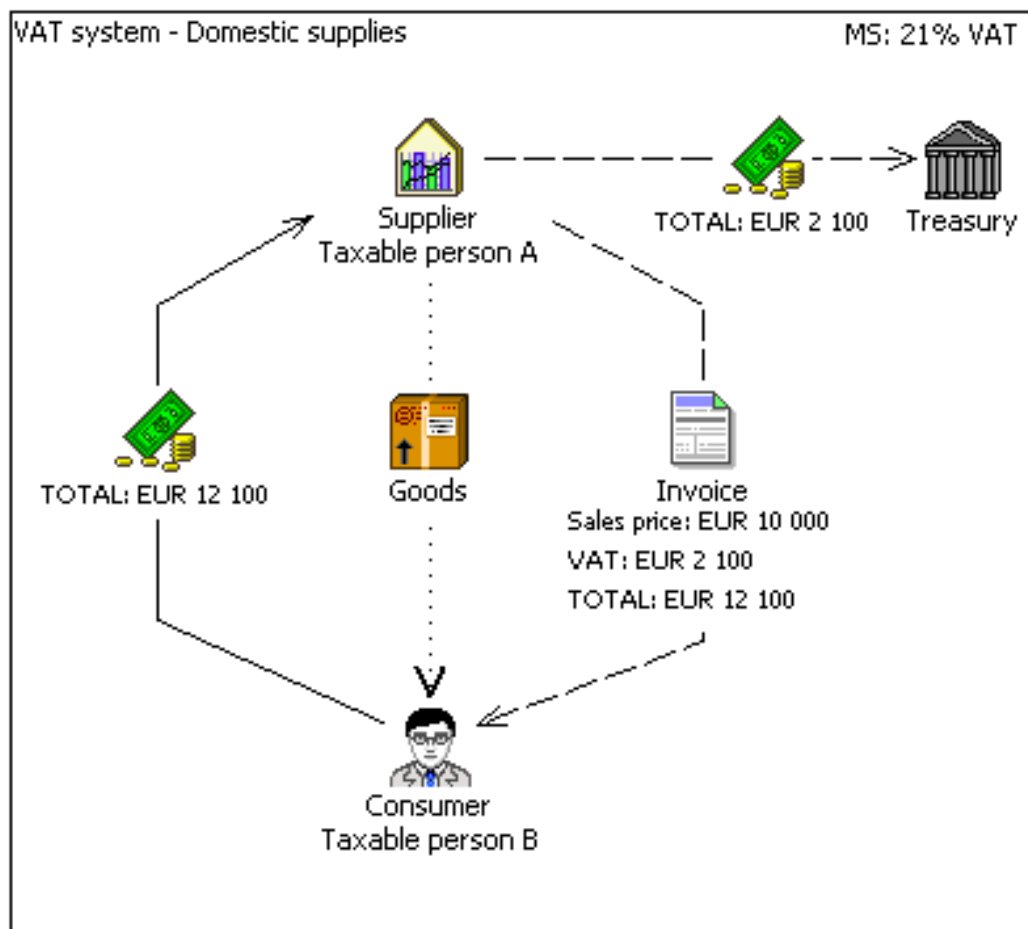 VAT system - Domestic supplies
MS: 21% VAT
Supplier
Taxable person A
TOTAL: EUR 2 100
Treasury
TOTAL: EUR 12 100
Goods
Invoice
Sales price: EUR 10 000
VAT: EUR 2 100
TOTAL: EUR 12 100
Consumer
Taxable person B